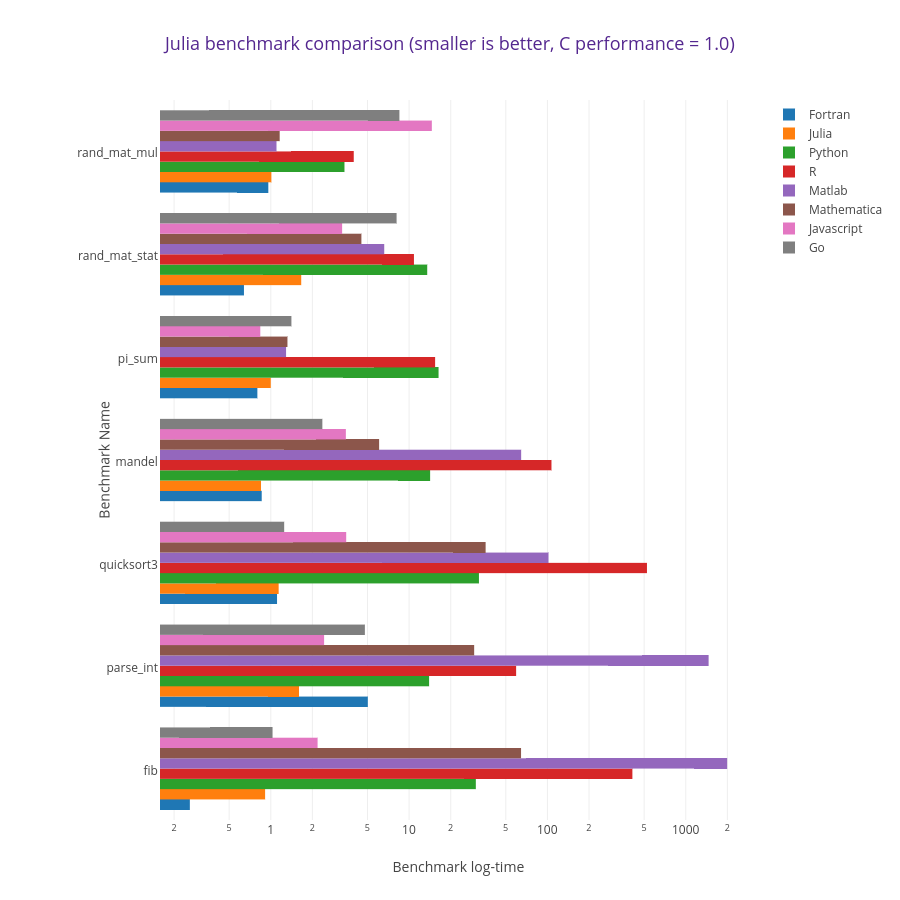 Julia benchmark comparison (smaller is better, C performance = 1.0)
Fortran
Julia
Python
R
Matlab
Mathematica
Javascript
Go
rand_mat_mul
rand_mat_stat
pi_sum
mandel
quicksort3
parse_int
fib
Benchmark Name
2 5 1 2 5 10 2 5 100 2 5 1000 2
Benchmark log-time